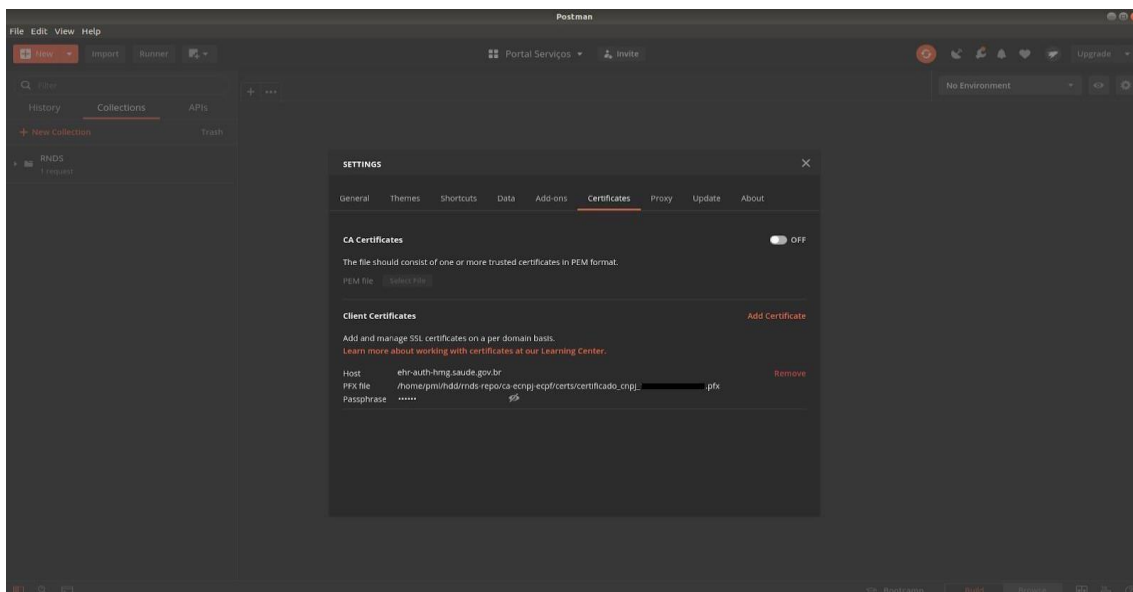 Postman
File Edit View Help
New Import Runner Portal Serviços Invite Upgrade
Filter No Environment
History Collections APIs
+ New Collection Trash
RNDS
1 request
SETTINGS
General Themes Shortcuts Data Add-ons Certificates Proxy Update About
CA Certificates OFF
The file should consist of one or more trusted certificates in PEM format.
PEM file Select File
Client Certificates Add Certificate
Add and manage SSL certificates on a per domain basis.
Learn more about working with certificates at our Learning Center.
Host ehr-auth-hmg.saude.gov.br Remove
PFX file /home/pmi/hdd/rnds-repo/ca-ecnpj-ecpf/certs/certificado_cnpj_ .pfx
Passphrase ••••••
Bootcamp Build Browse